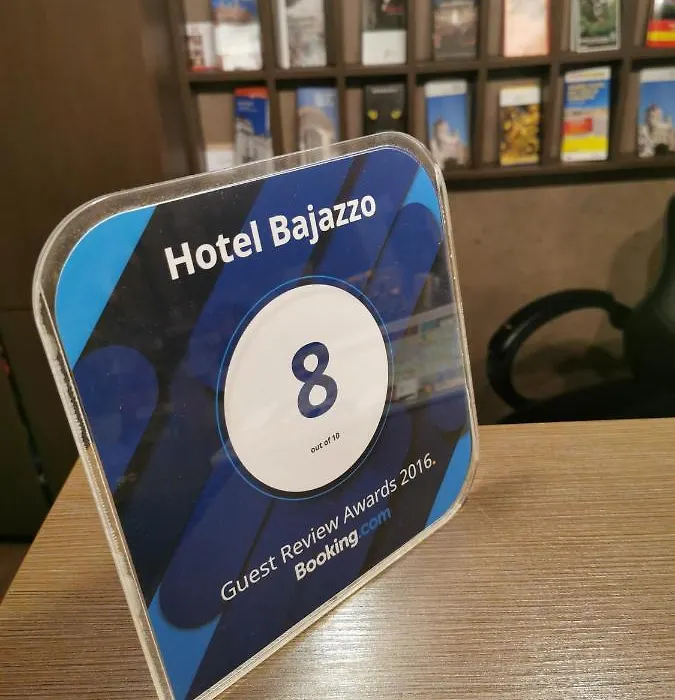 Hotel Bajazzo
8
out of 10
Guest Review Awards 2016.
Booking.com